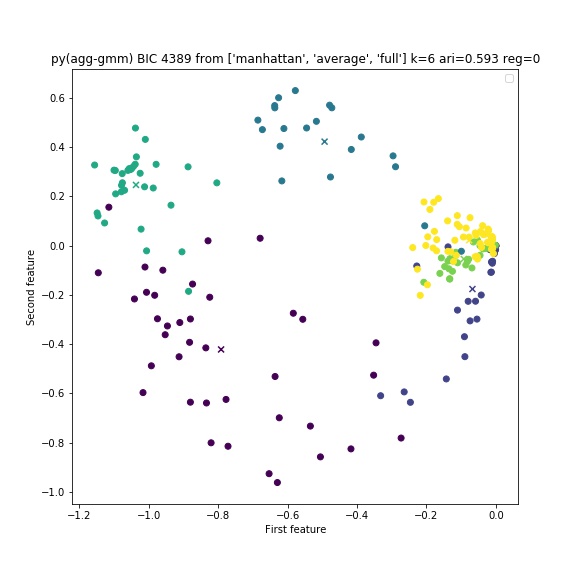 py(agg-gmm) BIC 4389 from ['manhattan', 'average', 'full'] k=6 ari=0.593 reg=0
0.6
0.4
0.2
0.0
−0.2
−0.4
−0.6
−0.8
−1.0
Second feature
−1.2 −1.0 −0.8 −0.6 −0.4 −0.2 0.0
First feature